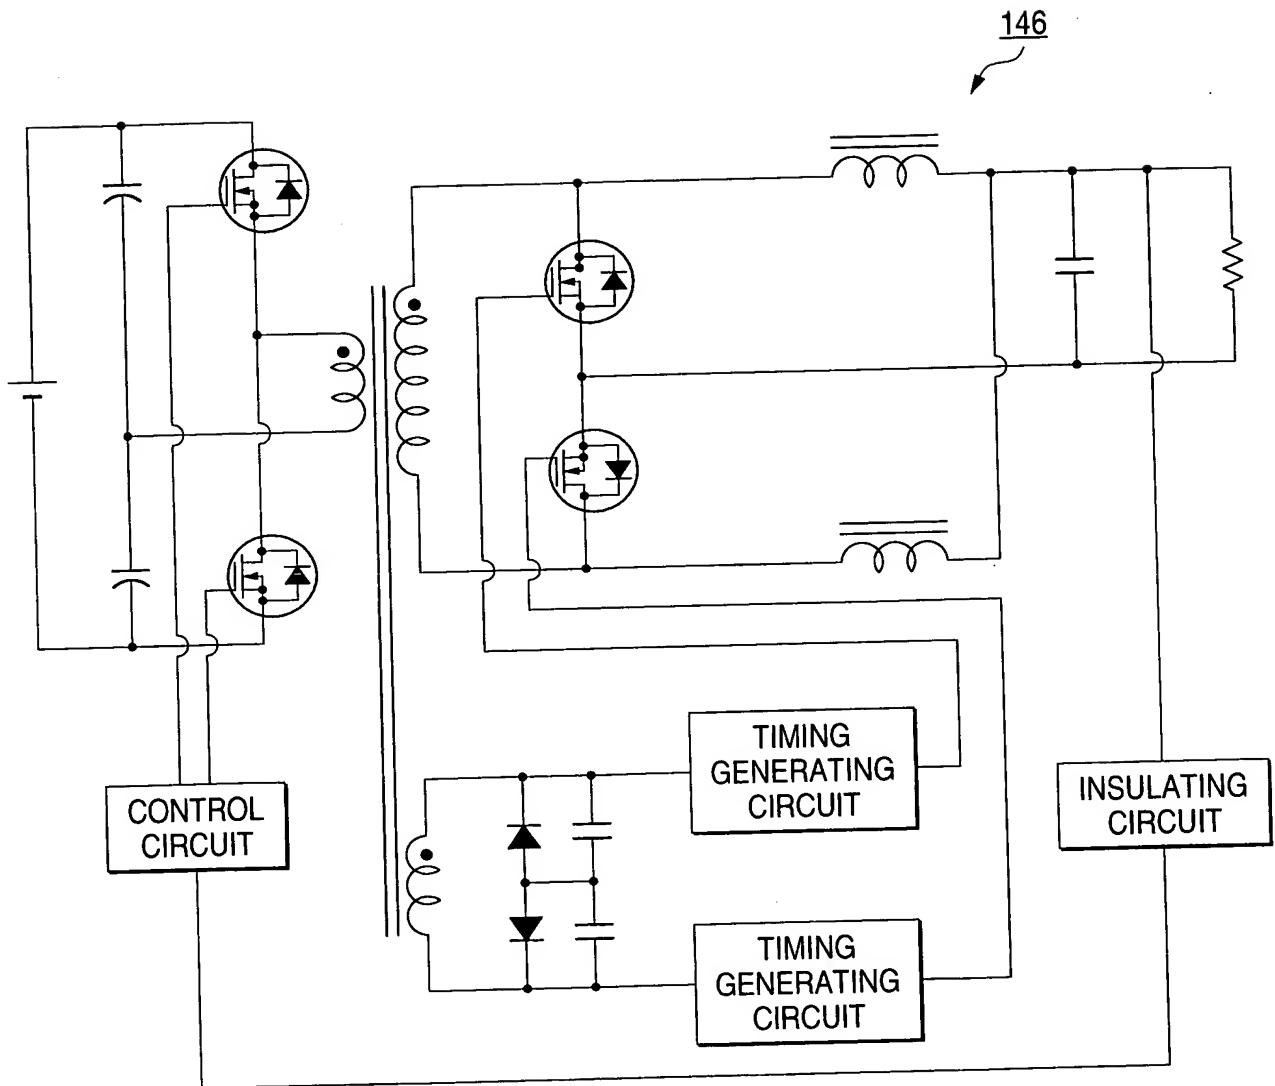 146
TIMING
GENERATING
CIRCUIT
CONTROL
CIRCUIT
INSULATING
CIRCUIT
TIMING
GENERATING
CIRCUIT